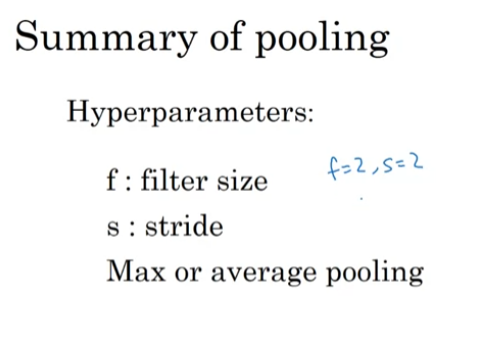 Summary of pooling
Hyperparameters:
f : filter size
f=2, s=2
s : stride
Max or average pooling